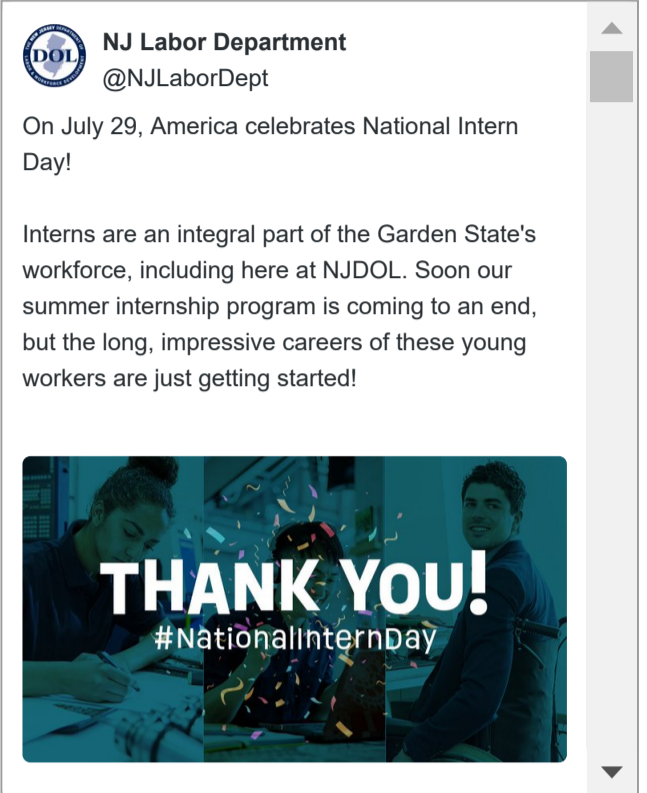 NJ Labor Department
@NJLaborDept
On July 29, America celebrates National Intern
Day!
Interns are an integral part of the Garden State's
workforce, including here at NJDOL. Soon our
summer internship program is coming to an end,
but the long, impressive careers of these young
workers are just getting started!
THANK YOU!
#NationalInternDay
DOL